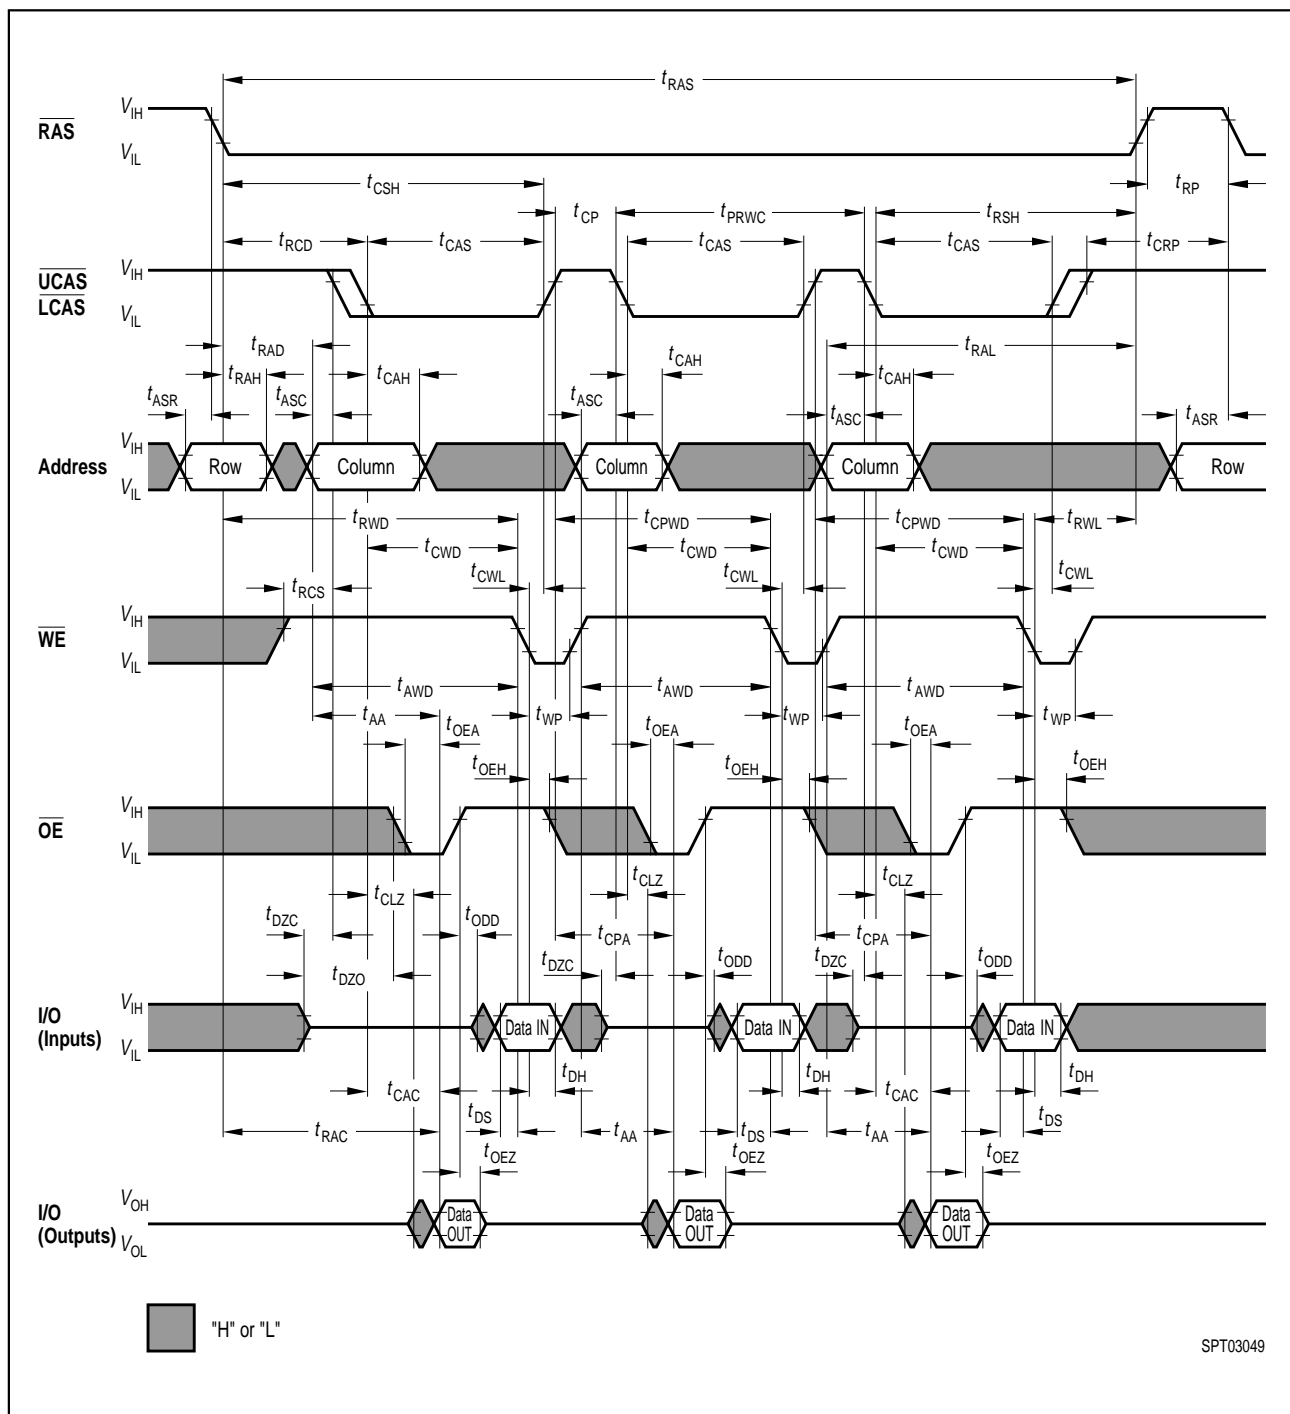 tRAS
VIH
RAS
VIL
tCSH
tCP
tPRWC
tRSH
tRP
tRCD
tCAS
tCAS
tCAS
tCRP
VIH
UCAS
LCAS
VIL
tRAD
tRAL
tRAH
tCAH
tCAH
tCAH
tASR
tASC
tASC
tASC
tASR
VIH
Address
Row
Column
Column
Column
Row
VIL
tRWD
tCPWD
tCPWD
tRWL
tCWD
tCWD
tCWD
tCWL
tCWL
tCWL
tRCS
VIH
WE
VIL
tAWD
tAWD
tAWD
tAA
tWP
tWP
tWP
tOEA
tOEA
tOEA
tOEH
tOEH
tOEH
VIH
OE
VIL
tCLZ
tCLZ
tCLZ
tDZC
tODD
tCPA
tCPA
tDZC
tODD
tDZC
tODD
tDZO
VIH
I/O
(Inputs)
Data IN
Data IN
Data IN
VIL
tDH
tDH
tDH
tCAC
tCAC
tDS
tDS
tDS
tRAC
tAA
tAA
tOEZ
tOEZ
tOEZ
VOH
I/O
(Outputs)
Data
OUT
Data
OUT
Data
OUT
VOL
"H" or "L"
SPT03049